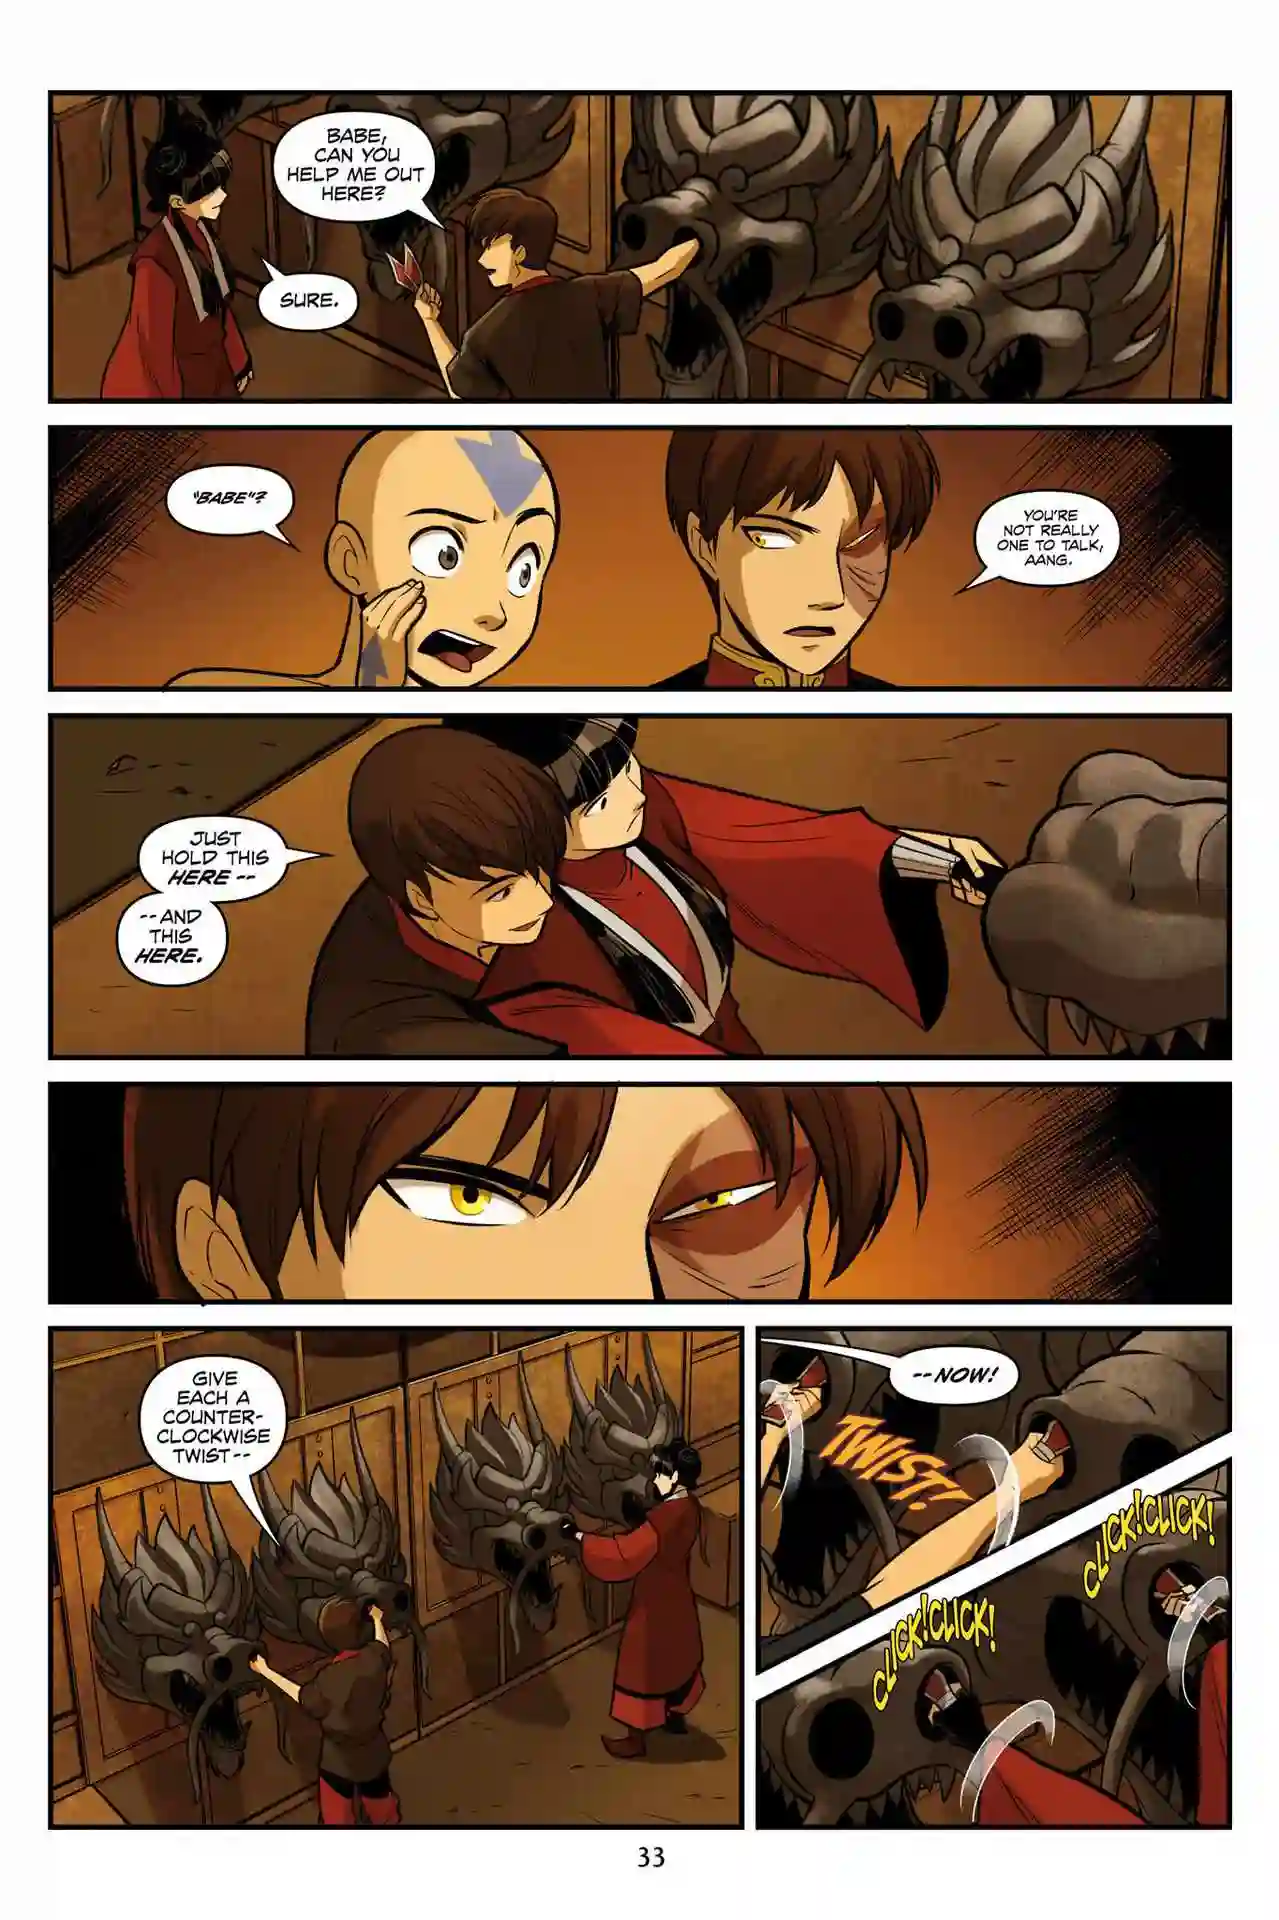 BABE,
CAN YOU
HELP ME OUT
HERE?
SURE.
"BABE"?
YOU'RE
NOT REALLY
ONE TO TALK,
AANG.
JUST
HOLD THIS
HERE --
--AND
THIS
HERE.
GIVE
EACH A
COUNTER-
CLOCKWISE
TWIST--
--NOW!
TWIST!
CLICK!CLICK!
CLICK!CLICK!
33